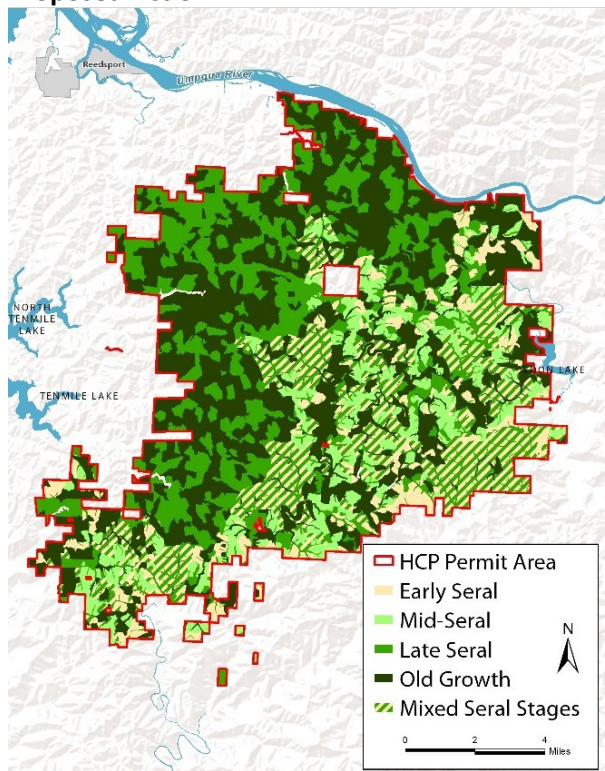 Reedsport
Umpqua River
NORTH
TENMILE
LAKE
TENMILE LAKE
LOON LAKE
HCP Permit Area
Early Seral
Mid-Seral
Late Seral
Old Growth
Mixed Seral Stages
N
0 2 4
Miles